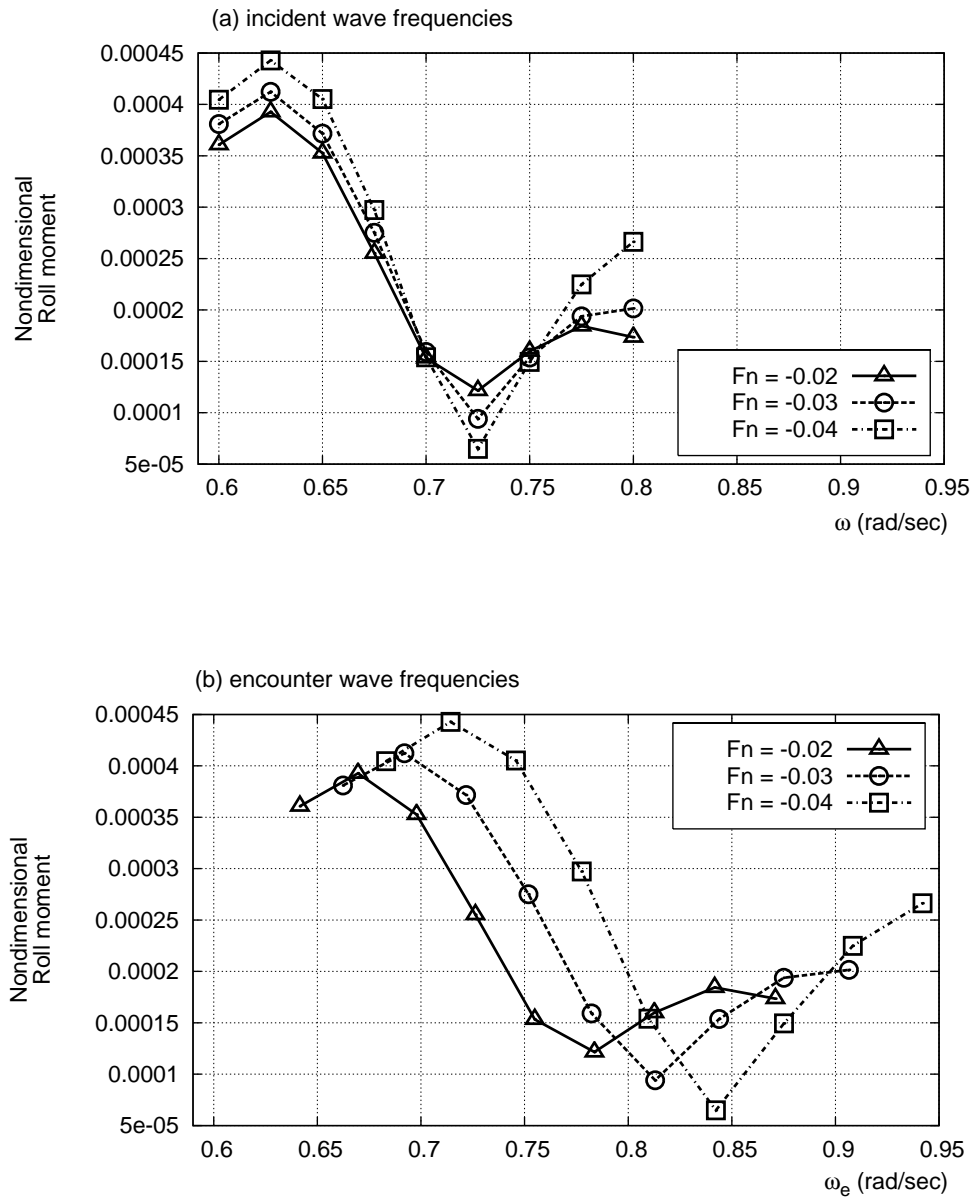 (a) incident wave frequencies
0.00045
0.0004
0.00035
0.0003
0.00025
0.0002
0.00015
0.0001
5e-05
Nondimensional
Roll moment
Fn = -0.02
Fn = -0.03
Fn = -0.04
0.6 0.65 0.7 0.75 0.8 0.85 0.9 0.95
ω (rad/sec)
(b) encounter wave frequencies
0.00045
0.0004
0.00035
0.0003
0.00025
0.0002
0.00015
0.0001
5e-05
Nondimensional
Roll moment
Fn = -0.02
Fn = -0.03
Fn = -0.04
0.6 0.65 0.7 0.75 0.8 0.85 0.9 0.95
ωe (rad/sec)